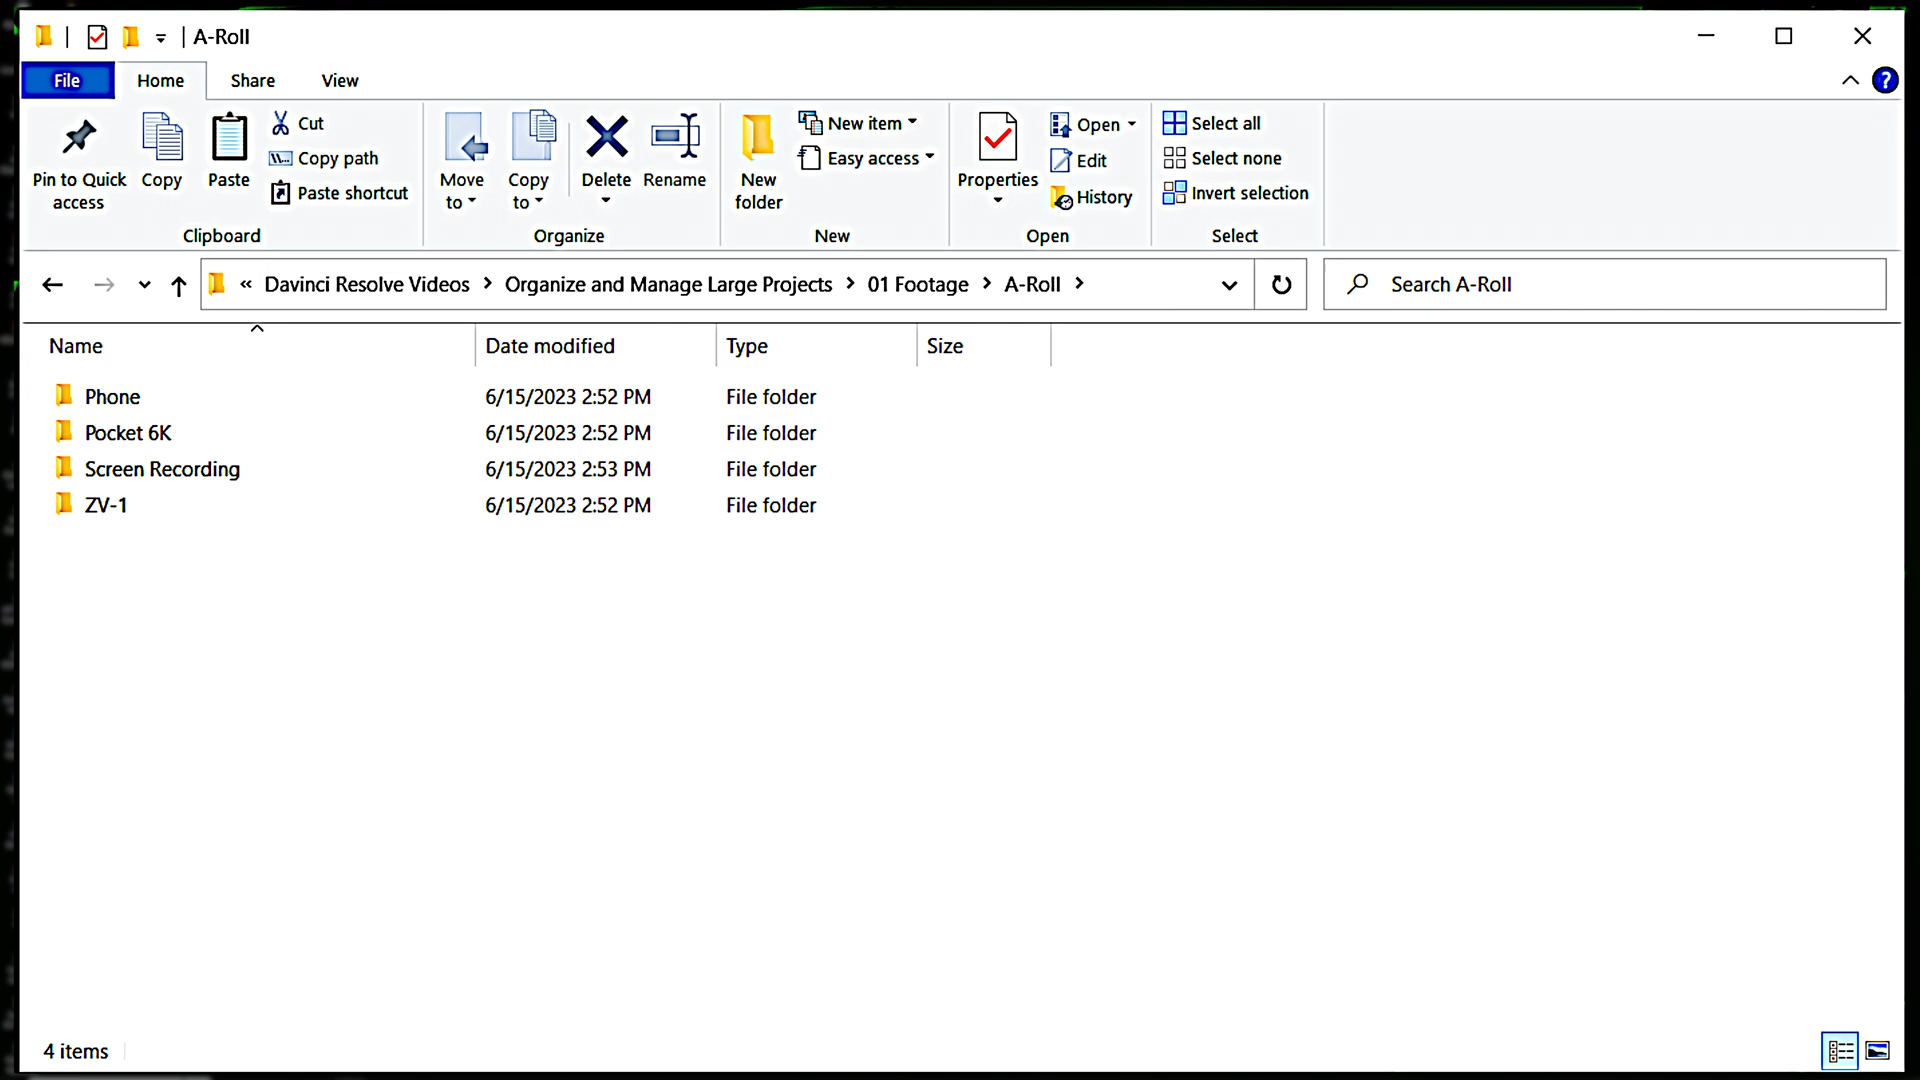 A-Roll
File Home Share View
Pin to Quick access
Copy
Paste
Cut
Copy path
Paste shortcut
Clipboard
Move to
Copy to
Delete
Rename
Organize
New folder
New item
Easy access
New
Properties
Open
Edit
History
Open
Select all
Select none
Invert selection
Select
« Davinci Resolve Videos > Organize and Manage Large Projects > 01 Footage > A-Roll >
Search A-Roll
Name Date modified Type Size
Phone 6/15/2023 2:52 PM File folder
Pocket 6K 6/15/2023 2:52 PM File folder
Screen Recording 6/15/2023 2:53 PM File folder
ZV-1 6/15/2023 2:52 PM File folder
4 items